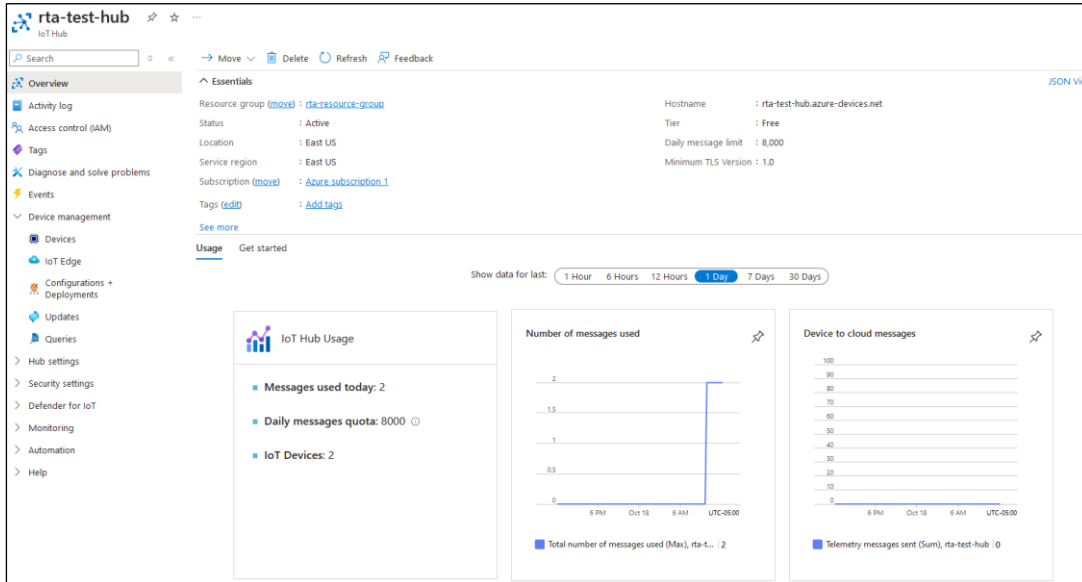 rta-test-hub
IoT Hub
Search
Move Delete Refresh Feedback
Overview
Activity log
Access control (IAM)
Tags
Diagnose and solve problems
Events
Device management
Devices
IoT Edge
Configurations +
Deployments
Updates
Queries
Hub settings
Security settings
Defender for IoT
Monitoring
Automation
Help
Essentials
JSON Vi
Resource group (move) : rta-resource-group
Status : Active
Location : East US
Service region : East US
Subscription (move) : Azure subscription 1
Tags (edit) : Add tags
See more
Hostname : rta-test-hub.azure-devices.net
Tier : Free
Daily message limit : 8,000
Minimum TLS Version : 1.0
Usage Get started
Show data for last: 1 Hour 6 Hours 12 Hours 1 Day 7 Days 30 Days
IoT Hub Usage
Messages used today: 2
Daily messages quota: 8000
IoT Devices: 2
Number of messages used
2
1.5
1
0.5
0
6 PM Oct 18 6 AM UTC-05:00
Total number of messages used (Max), rta-t... 2
Device to cloud messages
100
90
80
70
60
50
40
30
20
10
0
6 PM Oct 18 6 AM UTC-05:00
Telemetry messages sent (Sum), rta-test-hub 0